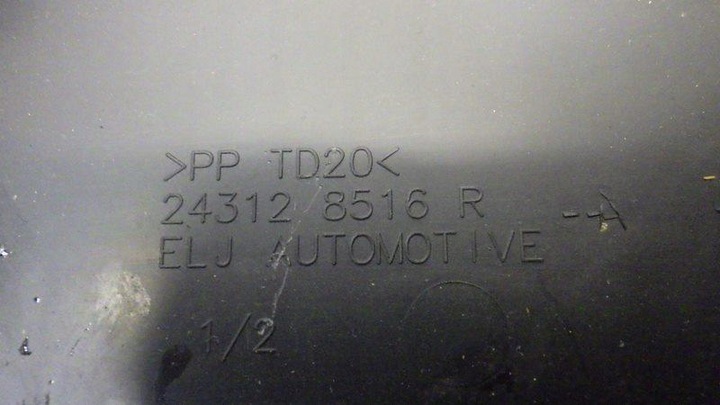 >PP TD20<
24312 8516 R --A
ELJ AUTOMOTIVE
1/2